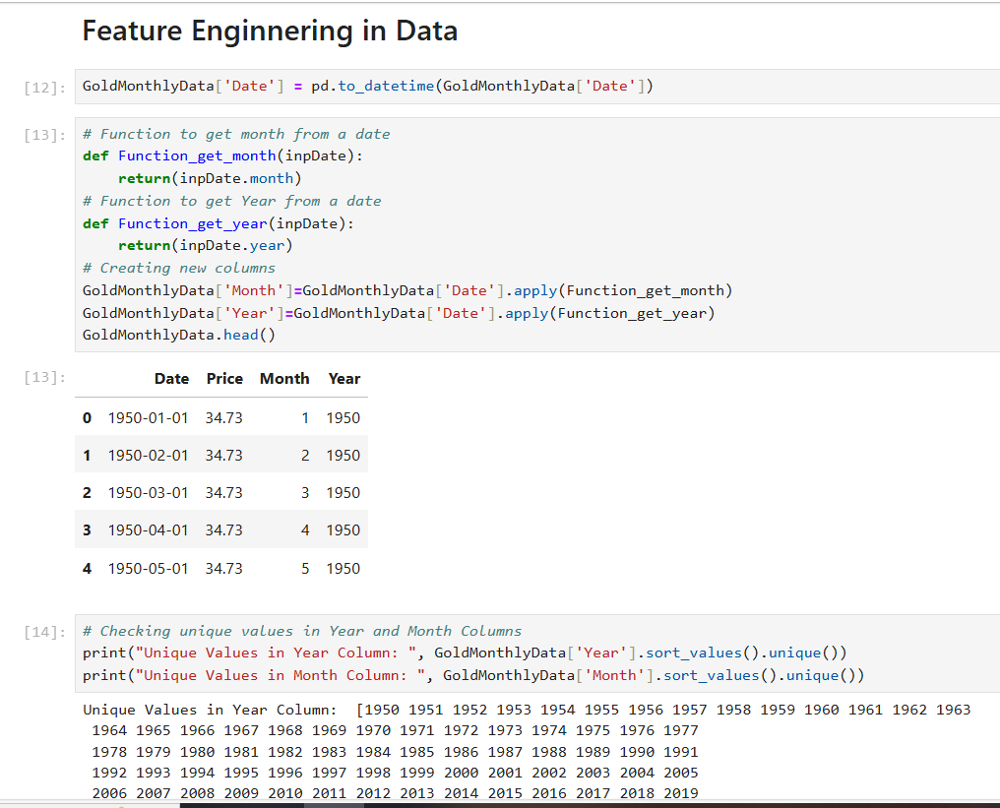 Feature Enginnering in Data
[12]: GoldMonthlyData['Date'] = pd.to_datetime(GoldMonthlyData['Date'])
[13]: # Function to get month from a date
def Function_get_month(inpDate):
    return(inpDate.month)
# Function to get Year from a date
def Function_get_year(inpDate):
    return(inpDate.year)
# Creating new columns
GoldMonthlyData['Month']=GoldMonthlyData['Date'].apply(Function_get_month)
GoldMonthlyData['Year']=GoldMonthlyData['Date'].apply(Function_get_year)
GoldMonthlyData.head()
[13]: Date Price Month Year
0 1950-01-01 34.73 1 1950
1 1950-02-01 34.73 2 1950
2 1950-03-01 34.73 3 1950
3 1950-04-01 34.73 4 1950
4 1950-05-01 34.73 5 1950
[14]: # Checking unique values in Year and Month Columns
print("Unique Values in Year Column: ", GoldMonthlyData['Year'].sort_values().unique())
print("Unique Values in Month Column: ", GoldMonthlyData['Month'].sort_values().unique())
Unique Values in Year Column:  [1950 1951 1952 1953 1954 1955 1956 1957 1958 1959 1960 1961 1962 1963
1964 1965 1966 1967 1968 1969 1970 1971 1972 1973 1974 1975 1976 1977
1978 1979 1980 1981 1982 1983 1984 1985 1986 1987 1988 1989 1990 1991
1992 1993 1994 1995 1996 1997 1998 1999 2000 2001 2002 2003 2004 2005
2006 2007 2008 2009 2010 2011 2012 2013 2014 2015 2016 2017 2018 2019